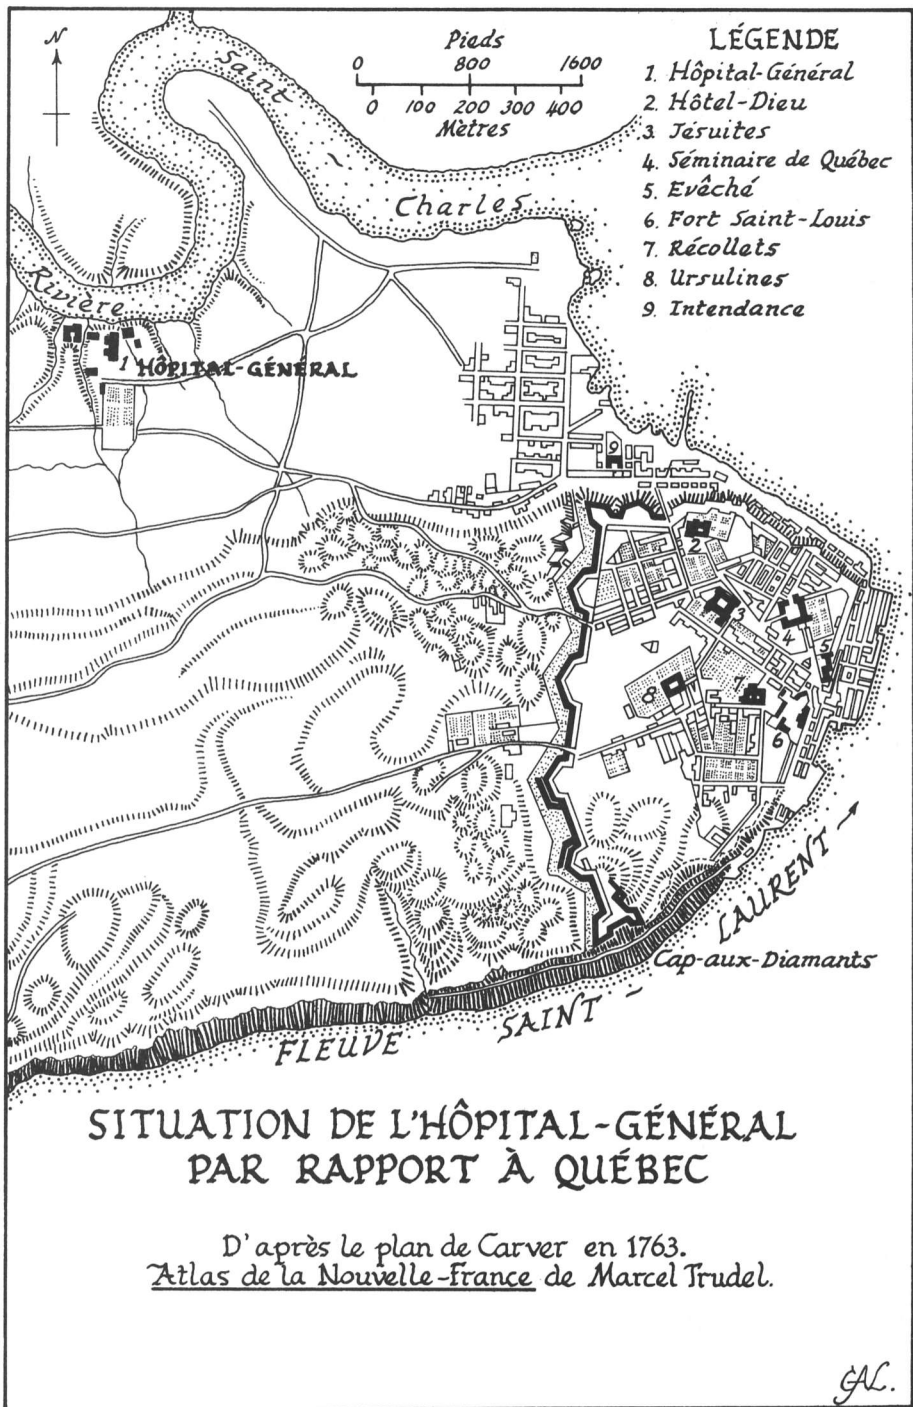 N
Pieds
0 800 1600
0 100 200 300 400
Mètres
LÉGENDE
1. Hôpital-Général
2. Hôtel-Dieu
3. Jésuites
4. Séminaire de Québec
5. Evêché
6. Fort Saint-Louis
7. Récollets
8. Ursulines
9. Intendance
Saint-
Charles
Rivière
1 HÔPITAL-GÉNÉRAL
9
2
3
4
5
8
7
6
LAURENT
Cap-aux-Diamants
FLEUVE SAINT-
SITUATION DE L'HÔPITAL-GÉNÉRAL
PAR RAPPORT À QUÉBEC
D'après le plan de Carver en 1763.
Atlas de la Nouvelle-France de Marcel Trudel.
GAL.